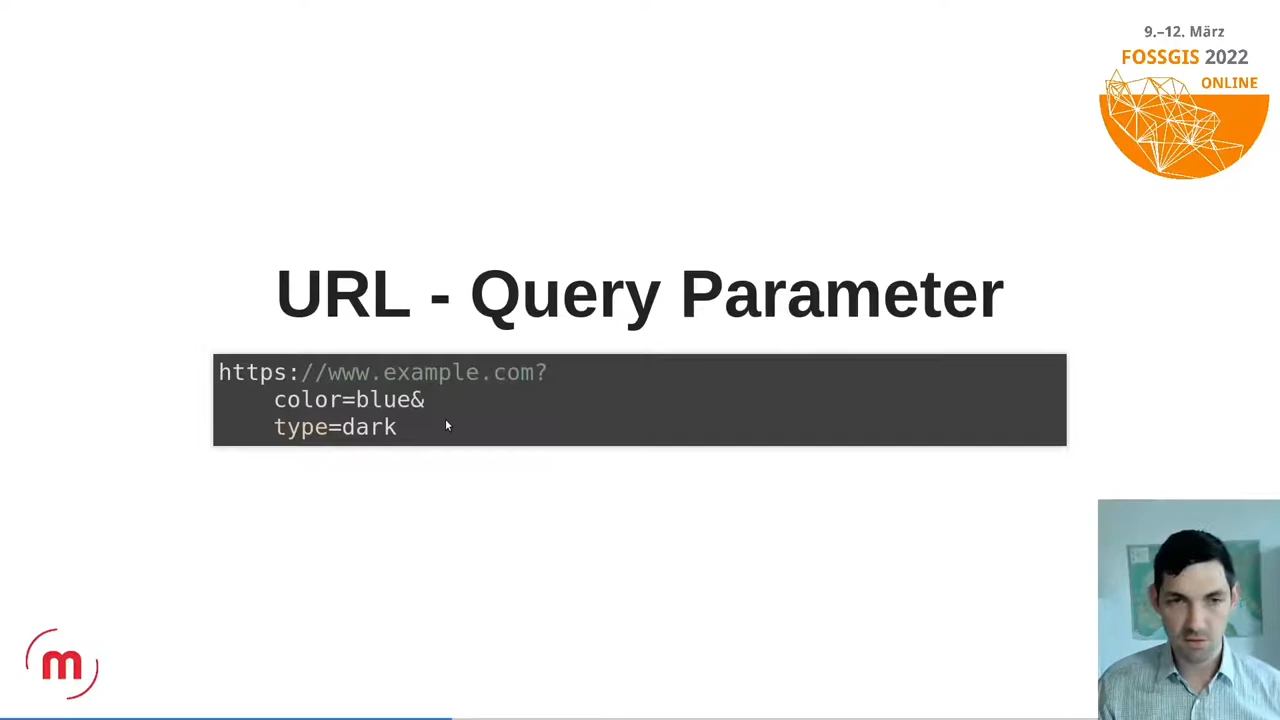 9.–12. März
FOSSGIS 2022
ONLINE
URL - Query Parameter
https://www.example.com?
color=blue&
type=dark
m